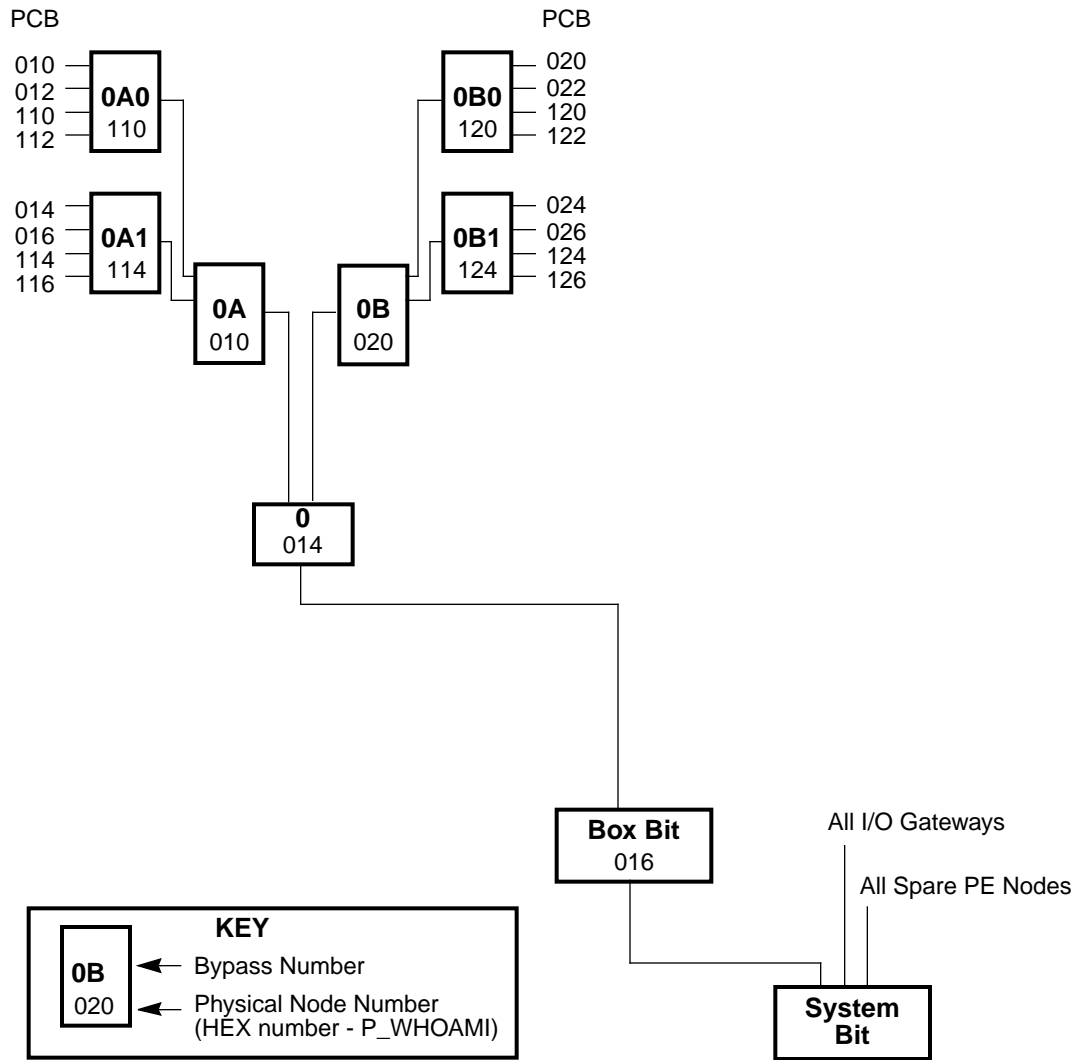 PCB
PCB
010
012
110
112
0A0
110
0B0
120
020
022
120
122
014
016
114
116
0A1
114
0B1
124
024
026
124
126
0A
010
0B
020
0
014
Box Bit
016
All I/O Gateways
All Spare PE Nodes
System
Bit
KEY
0B
020
Bypass Number
Physical Node Number
(HEX number - P_WHOAMI)